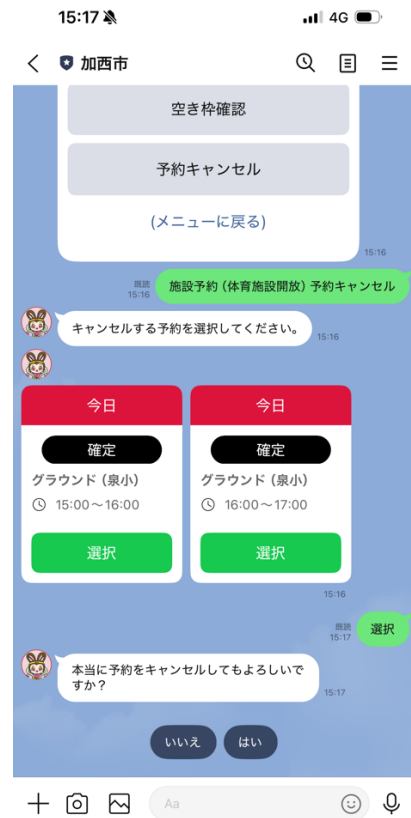 15:17
4G
加西市
空き枠確認
予約キャンセル
(メニューに戻る)
15:16
既読
15:16
施設予約（体育施設開放）予約キャンセル
キャンセルする予約を選択してください。
15:16
今日
確定
グラウンド（泉小）
15:00～16:00
選択
今日
確定
グラウンド（泉小）
16:00～17:00
選択
15:16
既読
15:17
選択
本当に予約をキャンセルしてもよろしいで
すか？
15:17
いいえ
はい
Aa